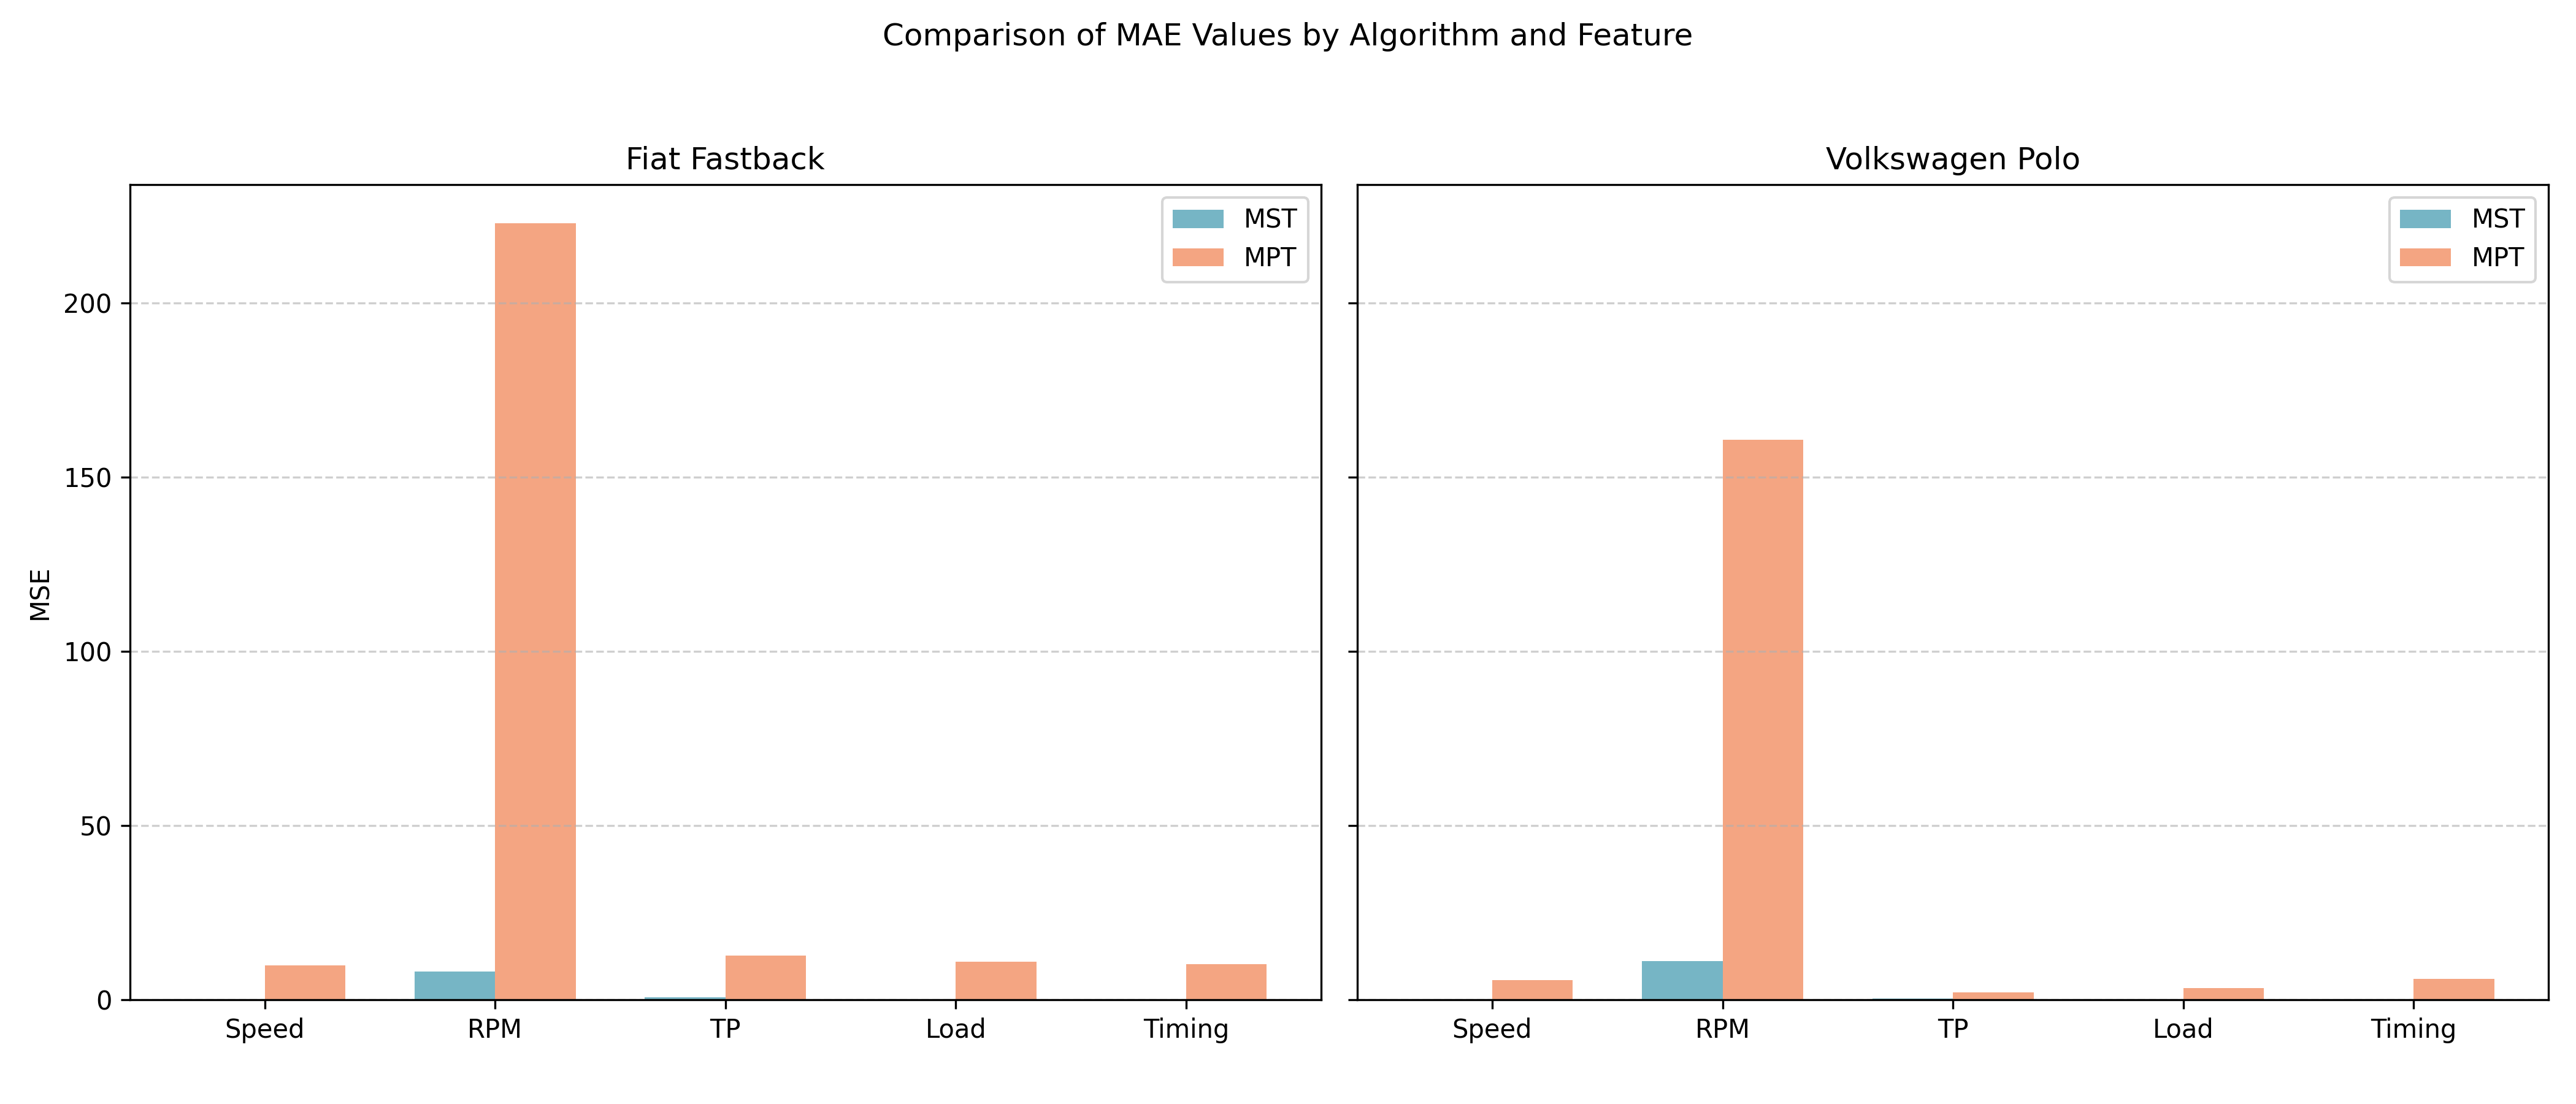 Comparison of MAE Values by Algorithm and Feature
Fiat Fastback
MST
MPT
200
150
100
50
0
MSE
Speed RPM TP Load Timing
Volkswagen Polo
MST
MPT
Speed RPM TP Load Timing